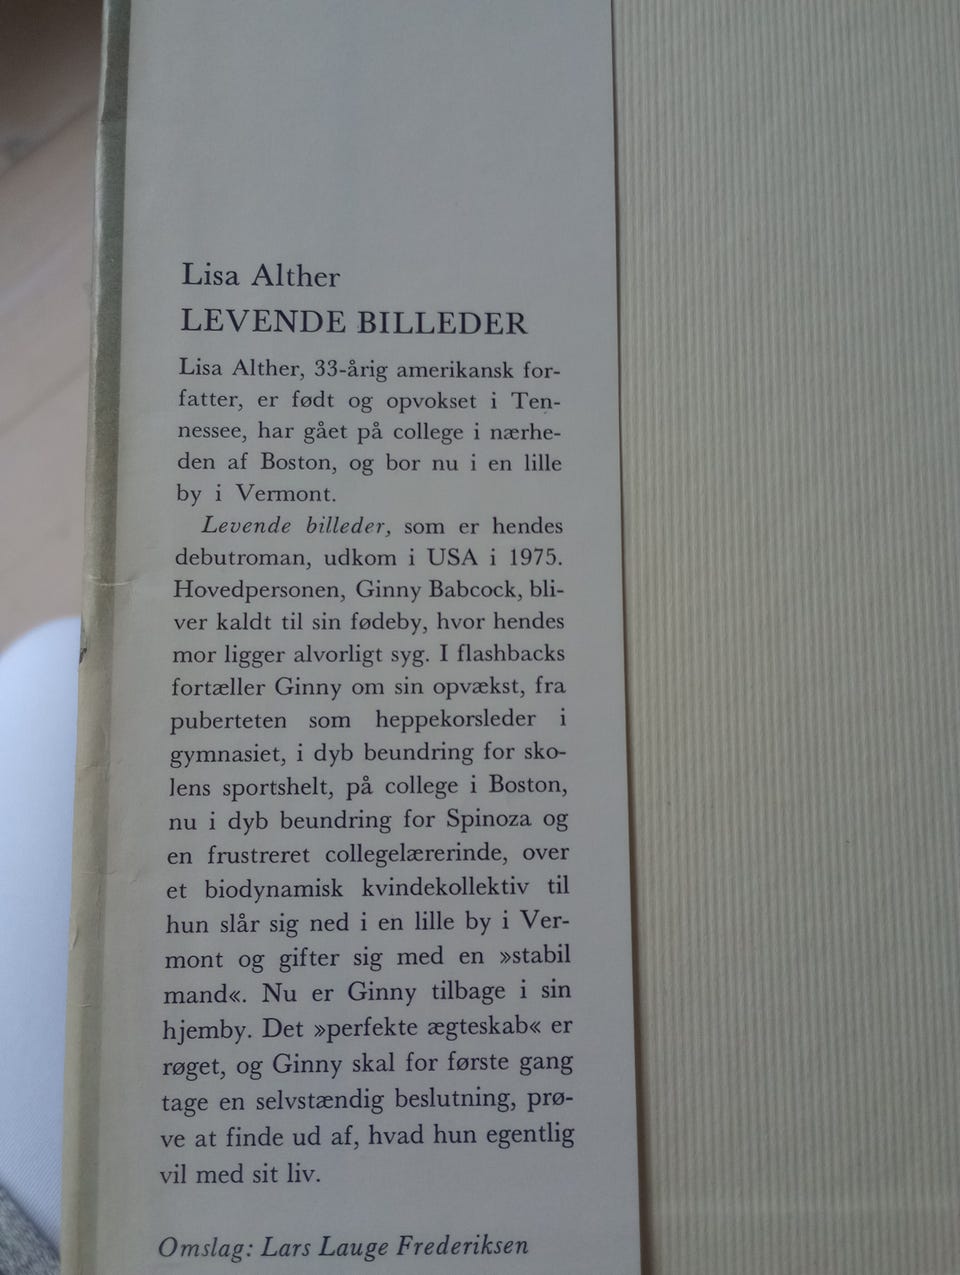 Lisa Alther
LEVENDE BILLEDER
Lisa Alther, 33-årig amerikansk for-
fatter, er født og opvokset i Ten-
nessee, har gået på college i nærhe-
den af Boston, og bor nu i en lille
by i Vermont.
Levende billeder, som er hendes
debutroman, udkom i USA i 1975.
Hovedpersonen, Ginny Babcock, bli-
ver kaldt til sin fødeby, hvor hendes
mor ligger alvorligt syg. I flashbacks
fortæller Ginny om sin opvækst, fra
puberteten som heppekorsleder i
gymnasiet, i dyb beundring for sko-
lens sportshelt, på college i Boston,
nu i dyb beundring for Spinoza og
en frustreret collegelærerinde, over
et biodynamisk kvindekollektiv til
hun slår sig ned i en lille by i Ver-
mont og gifter sig med en »stabil
mand«. Nu er Ginny tilbage i sin
hjemby. Det »perfekte ægteskab« er
røget, og Ginny skal for første gang
tage en selvstændig beslutning, prø-
ve at finde ud af, hvad hun egentlig
vil med sit liv.
Omslag: Lars Lauge Frederiksen